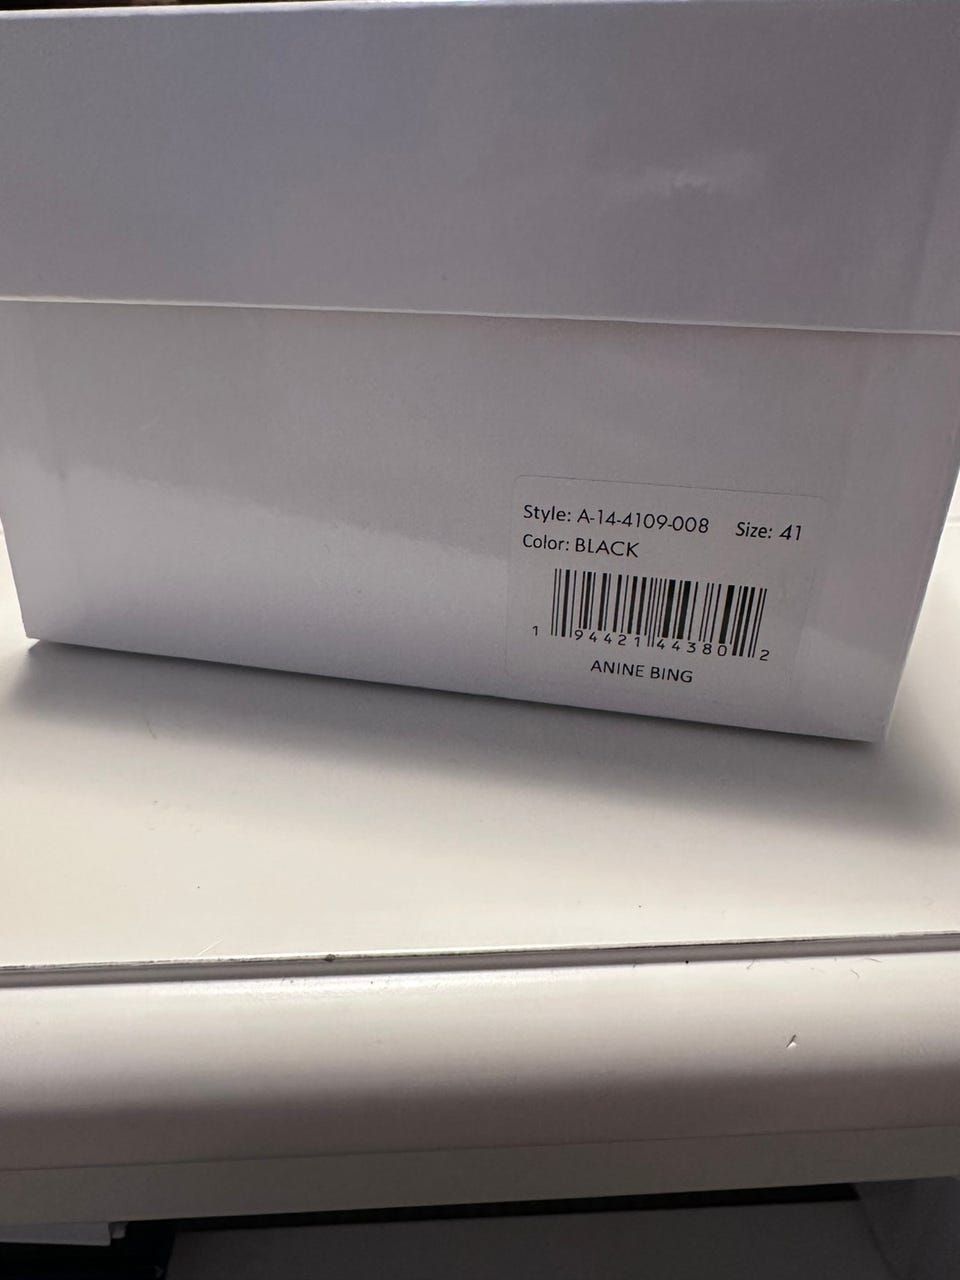 Style: A-14-4109-008 Size: 41
Color: BLACK
1 94421 44380 2
ANINE BING